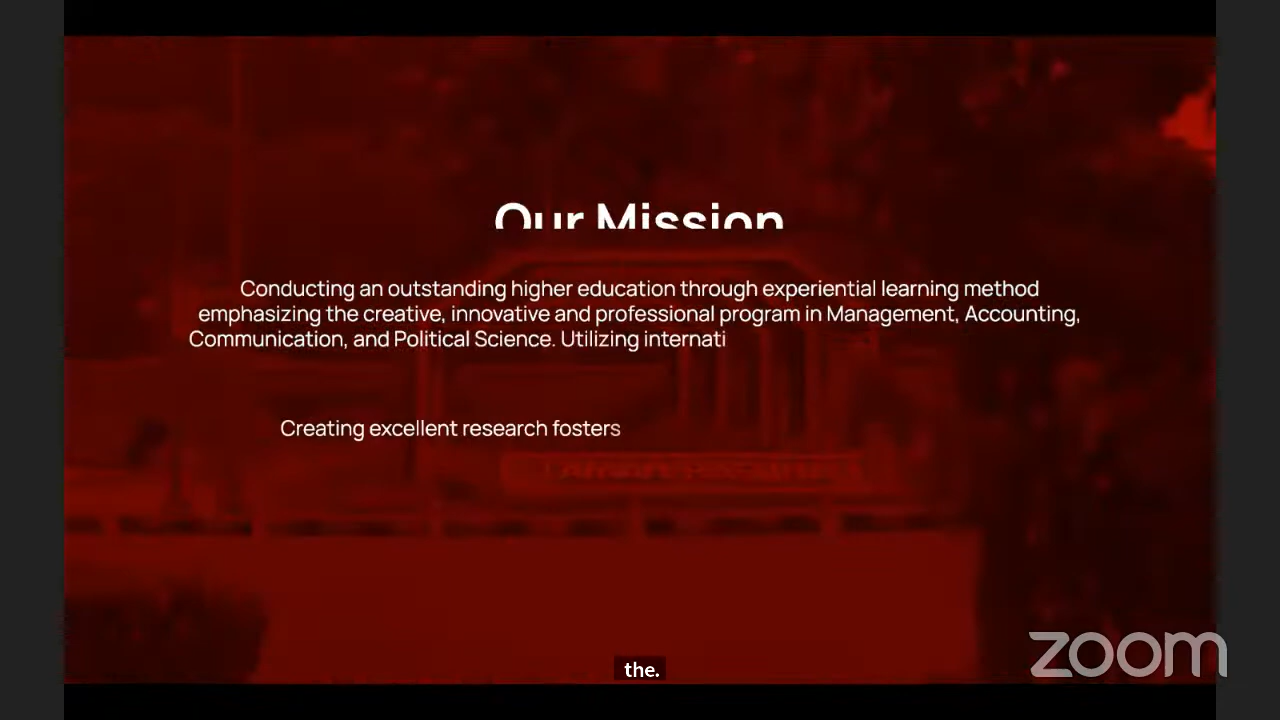 Our Mission
Conducting an outstanding higher education through experiential learning method
emphasizing the creative, innovative and professional program in Management, Accounting,
Communication, and Political Science. Utilizing internati
Creating excellent research fosters
the.
zoom